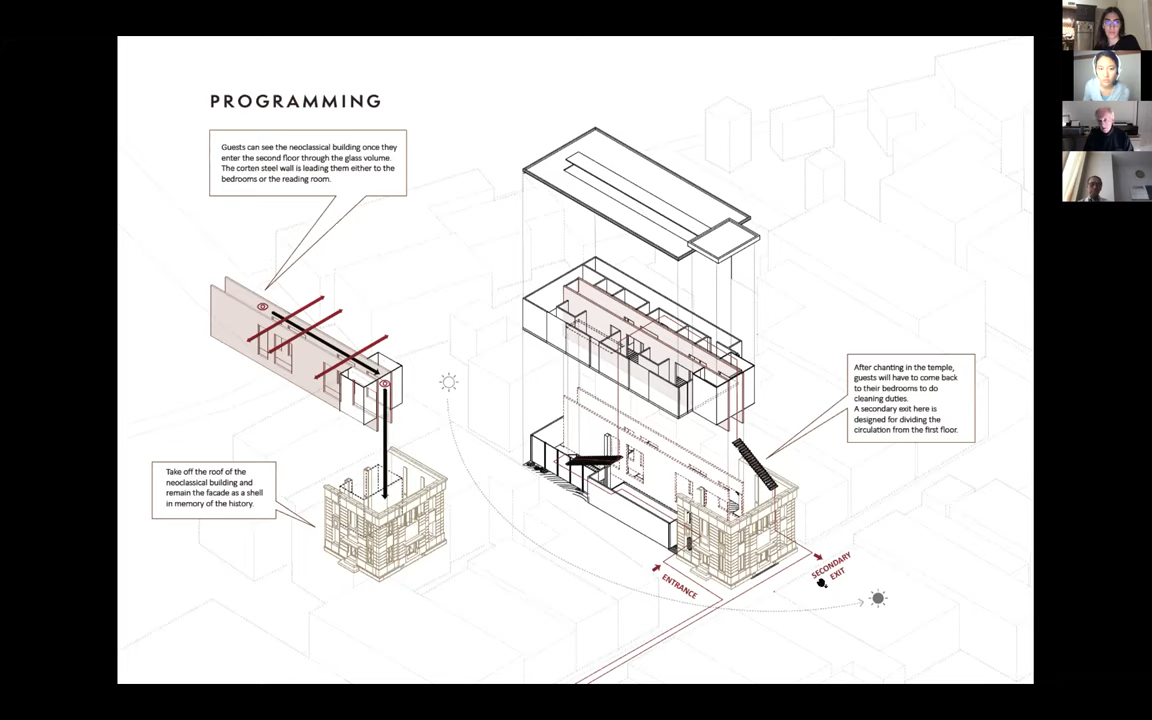 PROGRAMMING
Guests can see the neoclassical building once they
enter the second floor through the glass volume.
The corten steel wall is leading them either to the
bedrooms or the reading room.
After chanting in the temple,
guests will have to come back
to their bedrooms to do
cleaning duties.
A secondary exit here is
designed for dividing the
circulation from the first floor.
Take off the roof of the
neoclassical building and
remain the facade as a shell
in memory of the history.
ENTRANCE
SECONDARY
EXIT